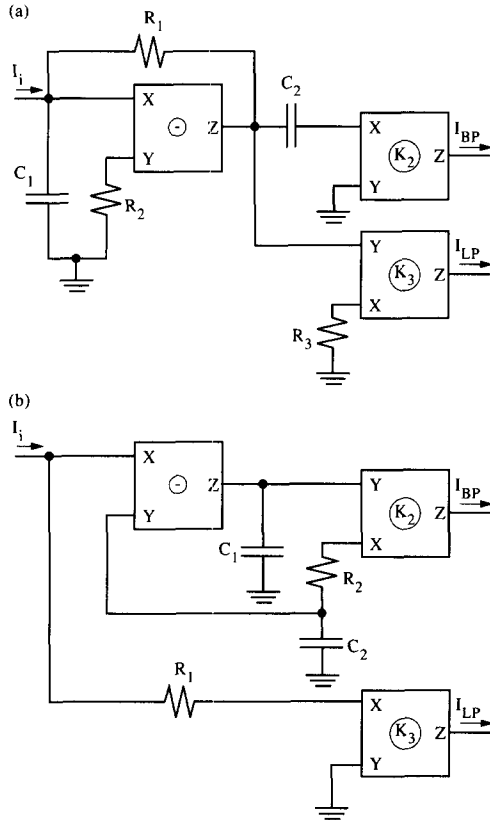 (a)
R1
Ii
X
-
Z
Y
C1
R2
C2
X
K2
Y
Z
IBP
Y
K3
X
Z
ILP
R3
(b)
Ii
X
-
Z
Y
C1
Y
K2
X
Z
IBP
R2
C2
R1
X
K3
Y
Z
ILP